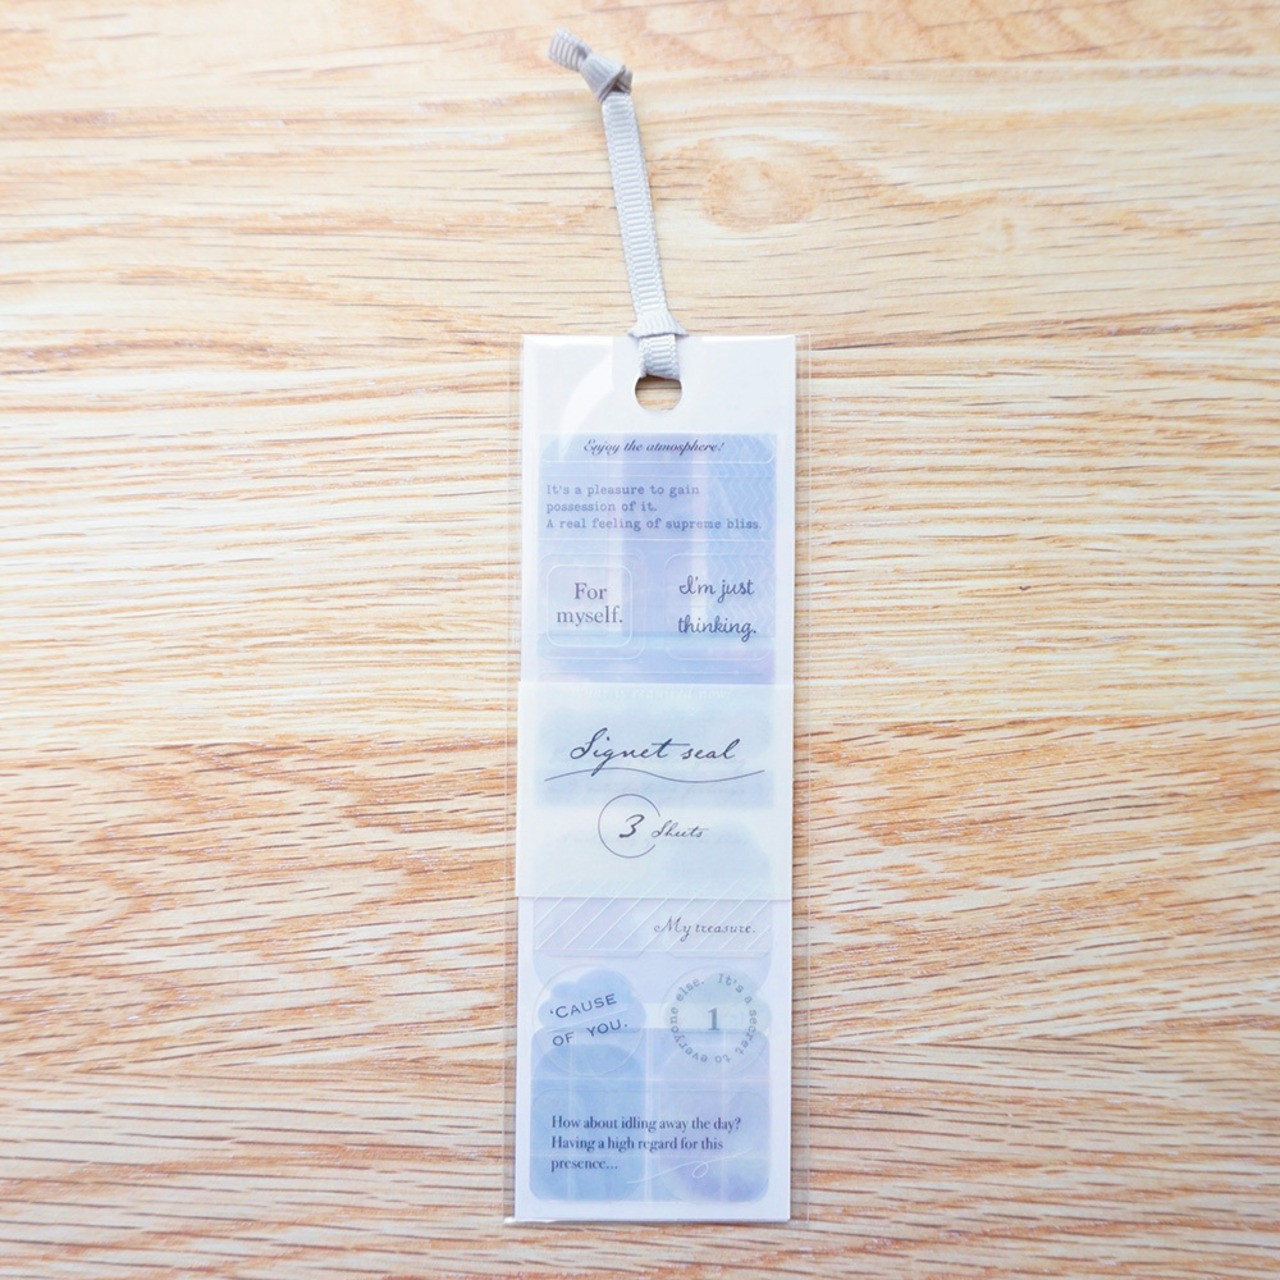 Enjoy the atmosphere!
It's a pleasure to gain
possession of it.
A real feeling of supreme bliss.
For
myself.
I'm just
thinking.
Signet seal
3 Sheets
My treasure.
'CAUSE
OF YOU.
It's a secret to everyone else.
1
How about idling away the day?
Having a high regard for this
presence...